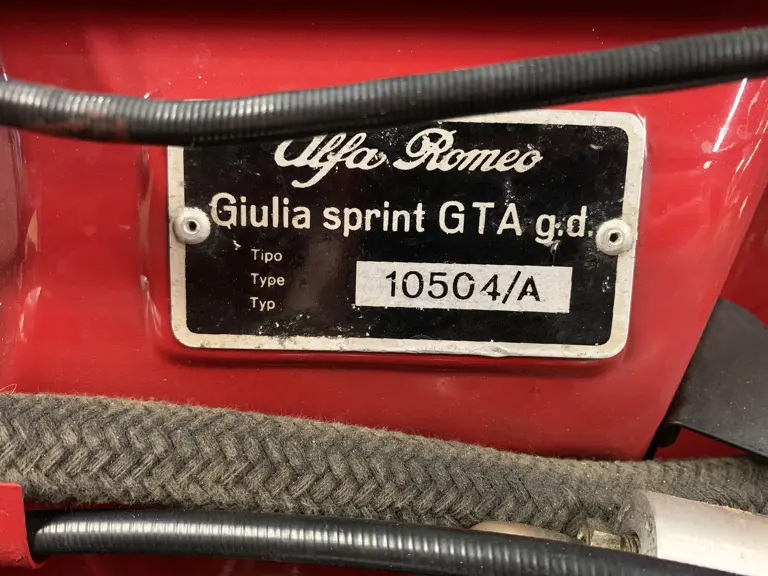 Alfa Romeo
Giulia sprint GTA g.d.
Tipo
Type 10504/A
Typ